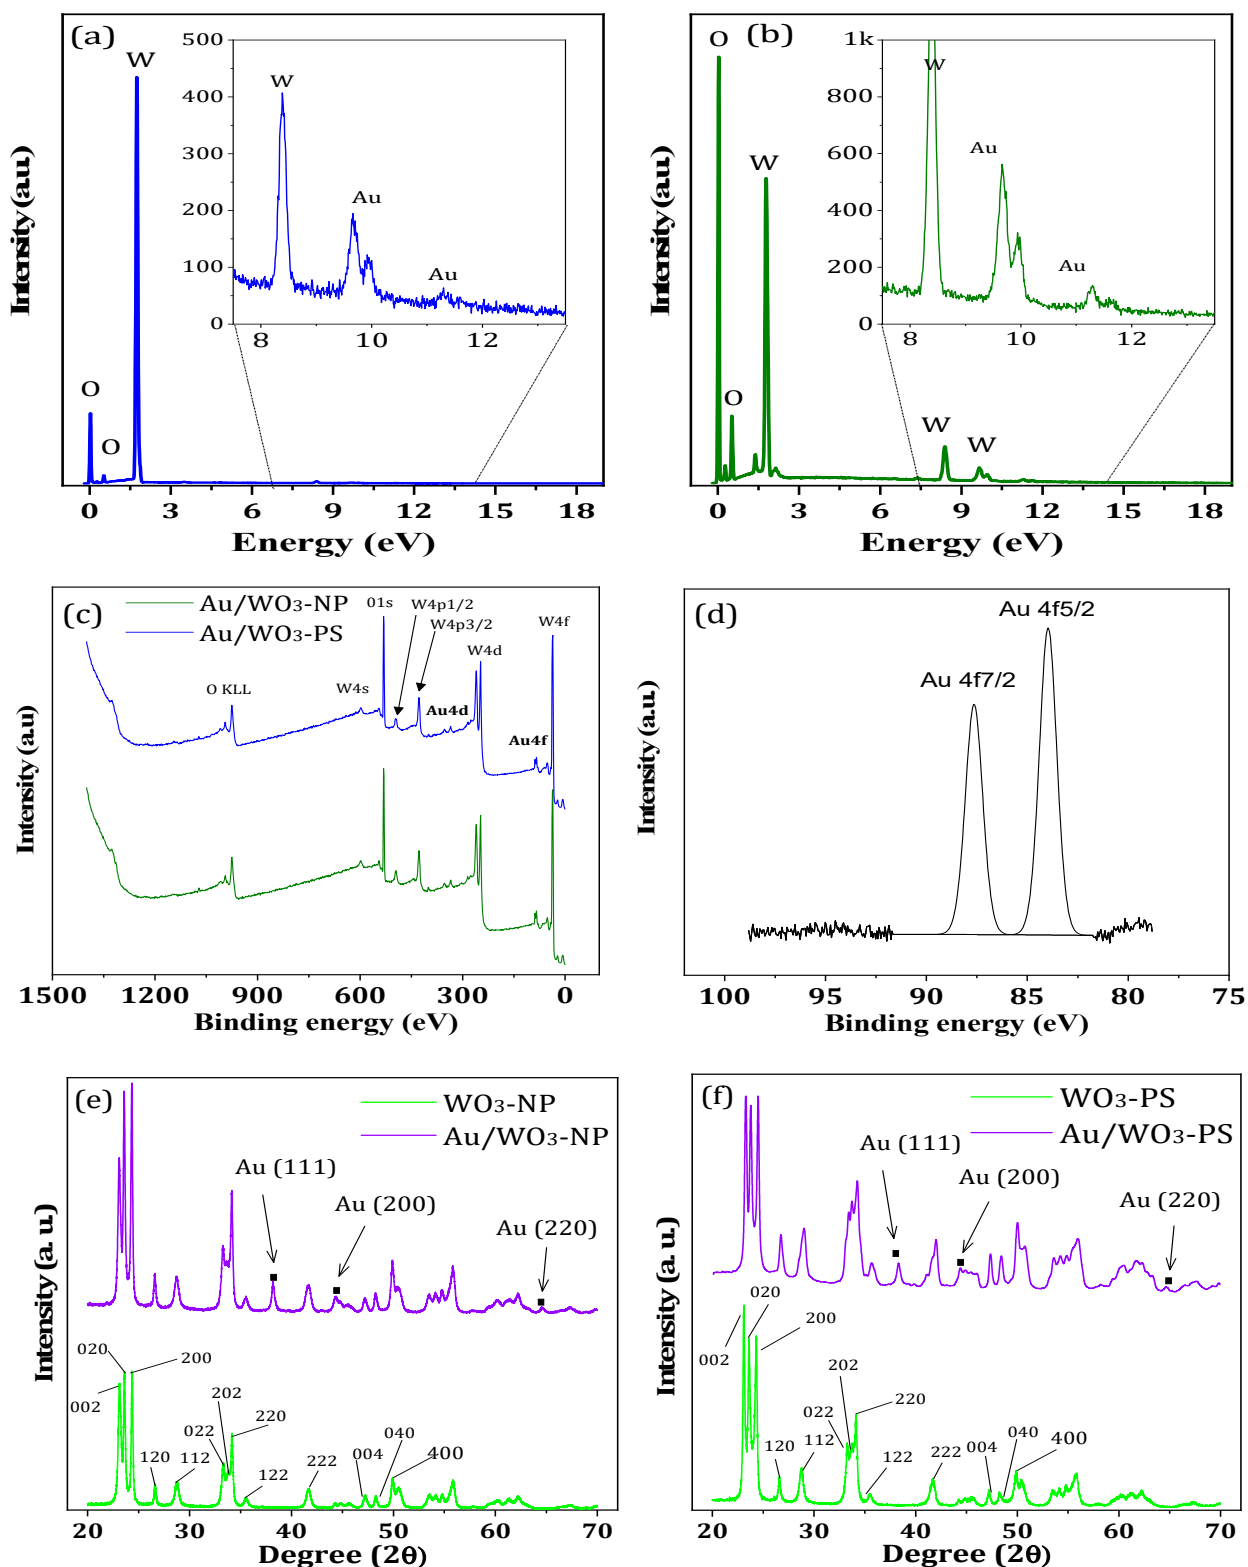 (a)
W
O
O
Intensity(a.u.)
500
400
300
200
100
0
W
Au
Au
8 10 12
0 3 6 9 12 15 18
Energy (eV)
(b)
O
O
W
W
W
Intensity(a.u.)
1k
800
600
400
200
0
W
Au
Au
8 10 12
0 3 6 9 12 15 18
Energy (eV)
(c)
Au/WO3-NP
Au/WO3-PS
01s
W4p1/2
W4p3/2
W4f
W4d
O KLL
W4s
Au4d
Au4f
Intensity (a.u)
1500 1200 900 600 300 0
Binding energy (eV)
(d)
Au 4f5/2
Au 4f7/2
Intensity (a.u.)
100 95 90 85 80 75
Binding energy (eV)
(e)
WO3-NP
Au/WO3-NP
Au (111)
Au (200)
Au (220)
020
200
002
202
220
022
120
112
122
222
004
040
400
Intensity (a. u.)
20 30 40 50 60 70
Degree (2θ)
(f)
WO3-PS
Au/WO3-PS
Au (111)
Au (200)
Au (220)
020
200
002
202
220
022
120
112
122
222
004
040
400
Intensity (a. u.)
20 30 40 50 60 70
Degree (2θ)